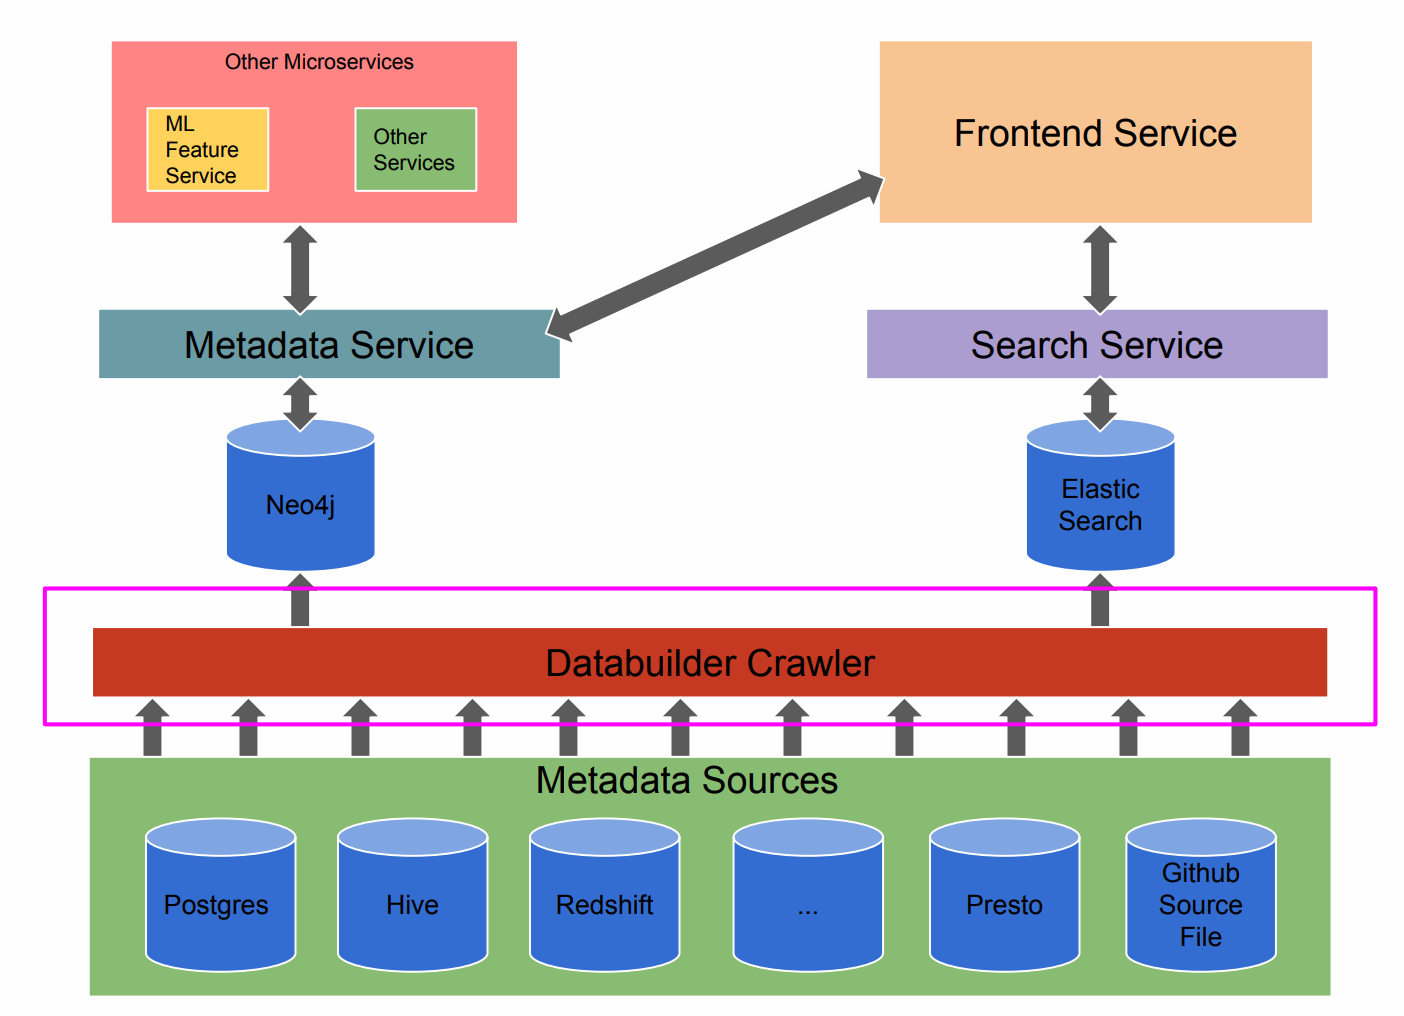 Other Microservices
ML
Feature
Service
Other
Services
Frontend Service
Metadata Service
Search Service
Neo4j
Elastic
Search
Databuilder Crawler
Metadata Sources
Postgres
Hive
Redshift
...
Presto
Github
Source
File